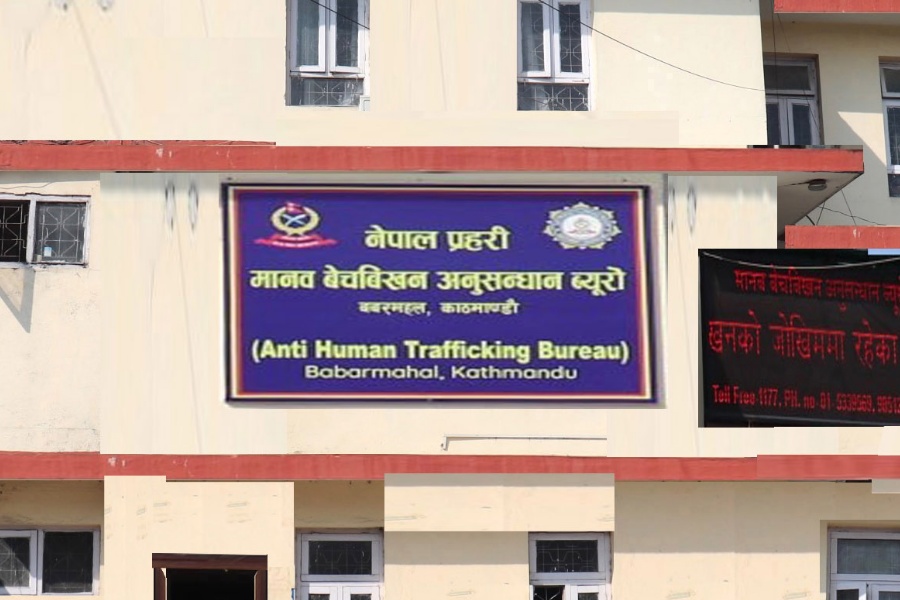 नेपाल प्रहरी
मानव बेचबिखन अनुसन्धान ब्यूरो
बबरमहल, काठमाण्डौ
(Anti Human Trafficking Bureau)
Babarmahal, Kathmandu
मानव बेचबिखन अनुसन्धान
खनको जोखिममा रहेका
Toll Free 1177, PH. no 01